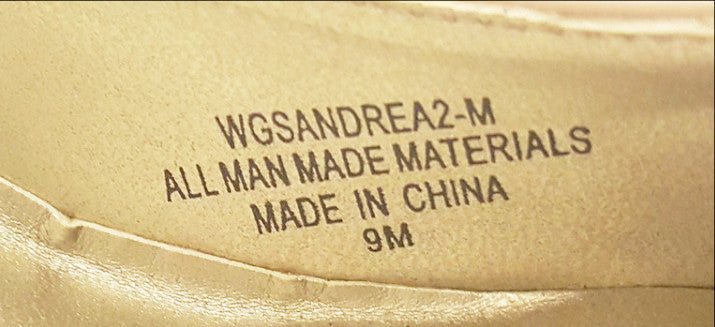 WGSANDREA2-M
ALL MAN MADE MATERIALS
MADE IN CHINA
9M